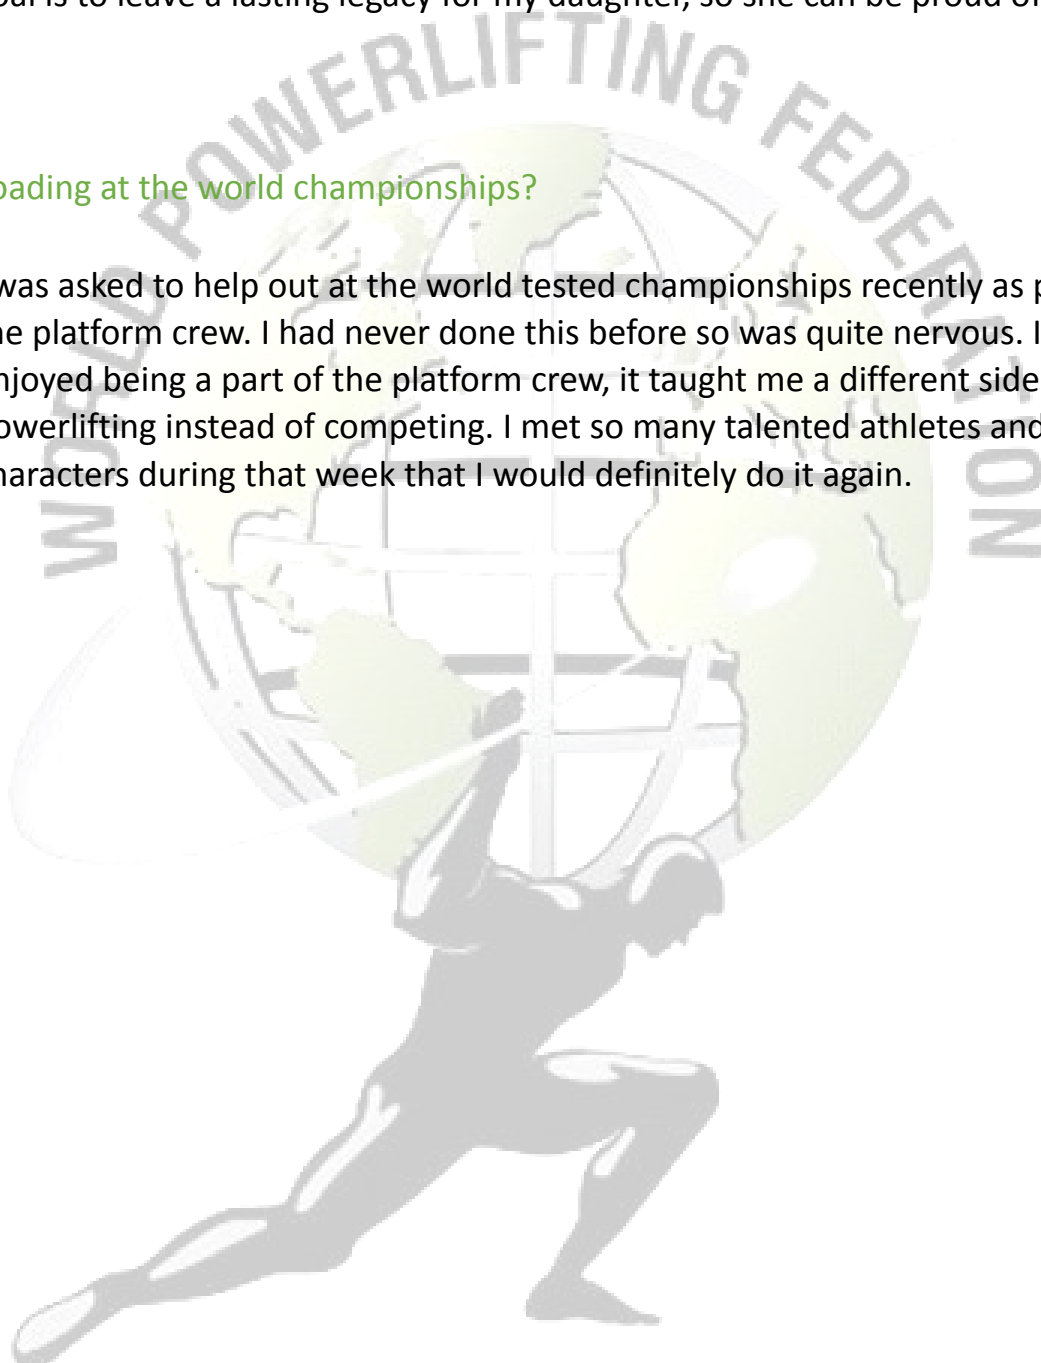 oal is to leave a lasting legacy for my daughter, so she can be proud of
WORLD POWERLIFTING FEDERATION
oading at the world championships?
was asked to help out at the world tested championships recently as p
he platform crew. I had never done this before so was quite nervous. I
njoyed being a part of the platform crew, it taught me a different side
owerlifting instead of competing. I met so many talented athletes and
haracters during that week that I would definitely do it again.